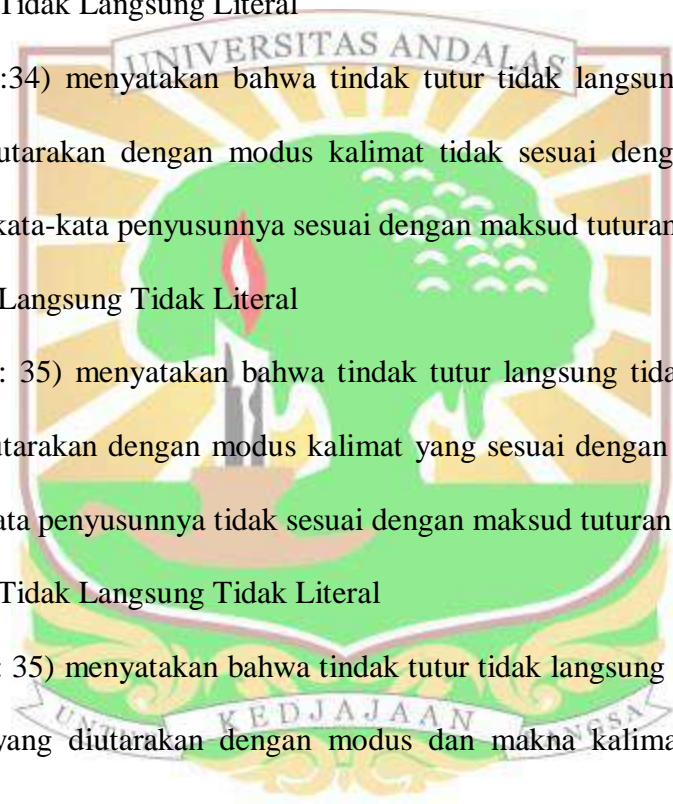 Tidak Langsung Literal
UNIVERSITAS ANDALAS
:34) menyatakan bahwa tindak tutur tidak langsun
utarakan dengan modus kalimat tidak sesuai deng
kata-kata penyusunnya sesuai dengan maksud tuturan
Langsung Tidak Literal
: 35) menyatakan bahwa tindak tutur langsung tida
utarakan dengan modus kalimat yang sesuai dengan
ata penyusunnya tidak sesuai dengan maksud tuturan
Tidak Langsung Tidak Literal
: 35) menyatakan bahwa tindak tutur tidak langsung
UNTUK KEDJAJAAN BANGSA
yang diutarakan dengan modus dan makna kalima